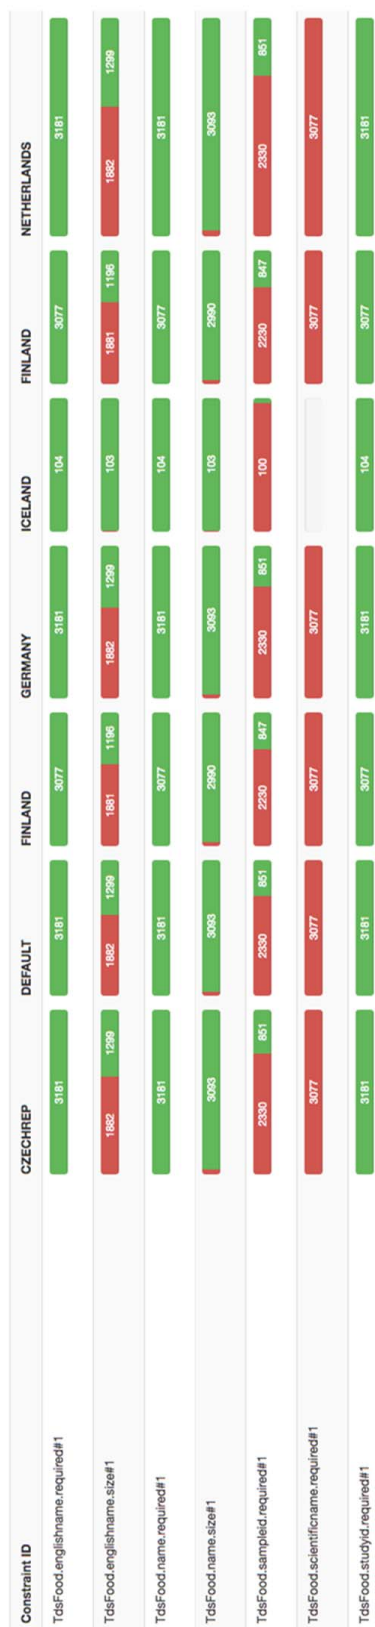 Constraint ID CZECHREP DEFAULT FINLAND GERMANY ICELAND FINLAND NETHERLANDS
TdsFood.englishname.required#1 3181 3181 3077 3181 104 3077 3181
TdsFood.englishname.size#1 1882 1299 1882 1299 1881 1196 1882 1299 103 1881 1196 1882 1299
TdsFood.name.required#1 3181 3181 3077 3181 104 3077 3181
TdsFood.name.size#1 3093 3093 2990 3093 103 2990 3093
TdsFood.sampleid.required#1 2330 851 2330 851 2230 847 2330 851 100 2230 847 2330 851
TdsFood.scientificname.required#1 3077 3077 3077 3077 3077 3077
TdsFood.studyid.required#1 3181 3181 3077 3181 104 3077 3181